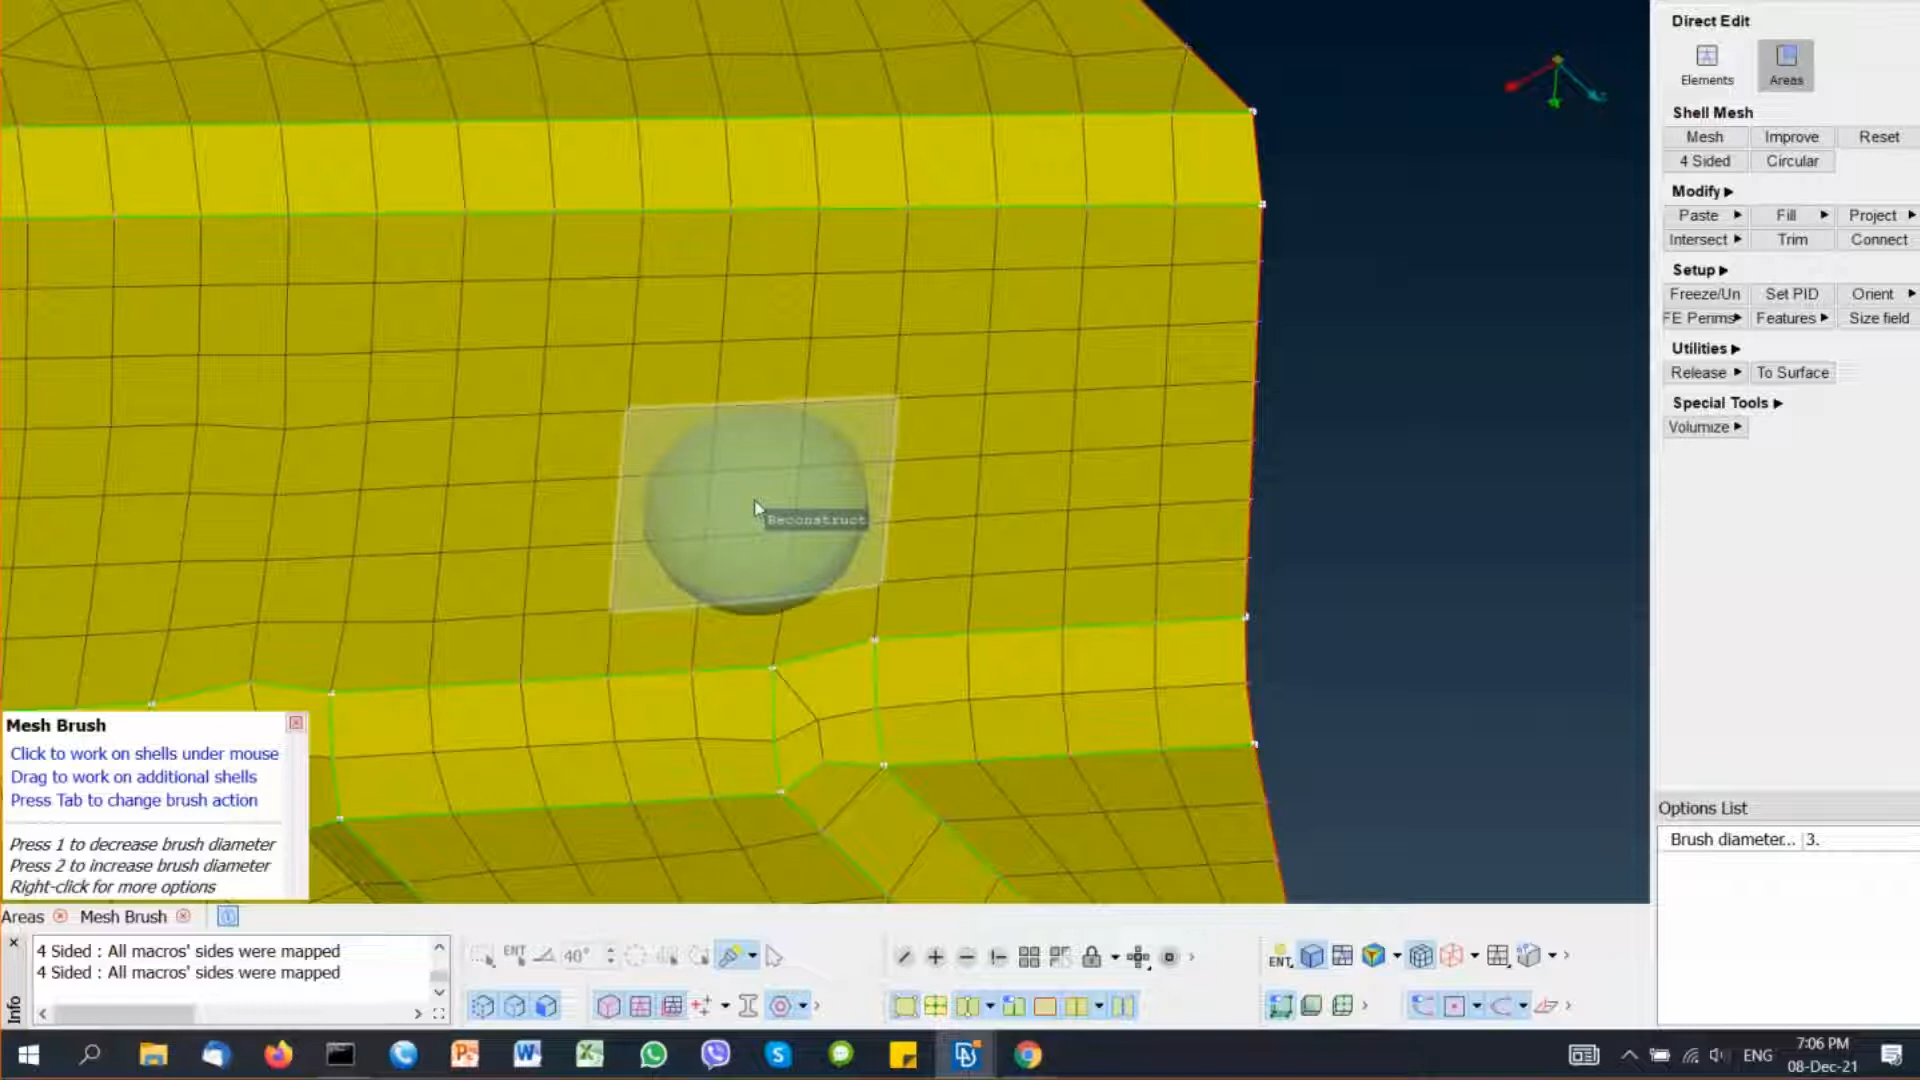 Direct Edit
Elements
Areas
Shell Mesh
Mesh
Improve
Reset
4 Sided
Circular
Modify
Paste
Fill
Project
Intersect
Trim
Connect
Setup
Freeze/Un
Set PID
Orient
FE Perims
Features
Size field
Utilities
Release
To Surface
Special Tools
Volumize
Reconstruct
Mesh Brush
Click to work on shells under mouse
Drag to work on additional shells
Press Tab to change brush action
Press 1 to decrease brush diameter
Press 2 to increase brush diameter
Right-click for more options
Options List
Brush diameter... 3.
Areas
Mesh Brush
Info
4 Sided : All macros' sides were mapped
4 Sided : All macros' sides were mapped
ENT
40°
ENT
ENG
7:06 PM
08-Dec-21